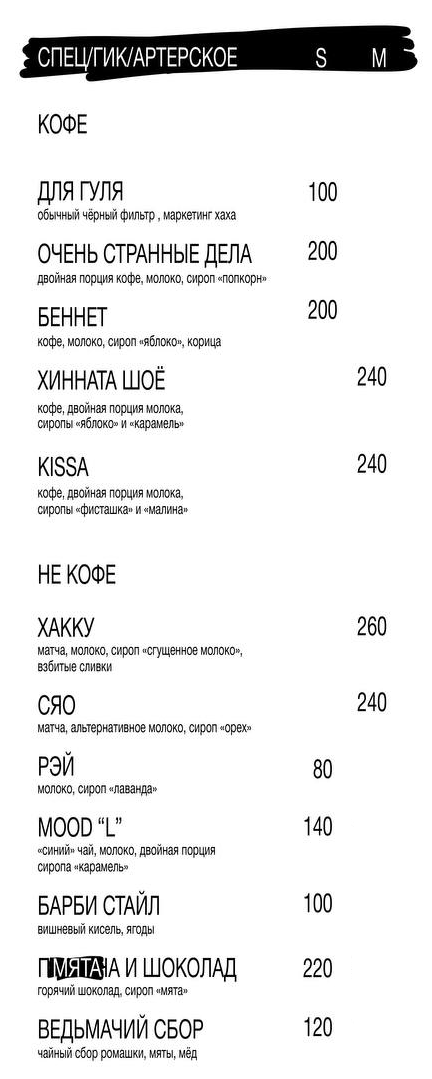 СПЕЦ/ГИК/АРТЕРСКОЕ S M
КОФЕ
ДЛЯ ГУЛЯ 100
обычный чёрный фильтр , маркетинг хаха
ОЧЕНЬ СТРАННЫЕ ДЕЛА 200
двойная порция кофе, молоко, сироп «попкорн»
БЕННЕТ 200
кофе, молоко, сироп «яблоко», корица
ХИННАТА ШОЁ 240
кофе, двойная порция молока,
сиропы «яблоко» и «карамель»
KISSA 240
кофе, двойная порция молока,
сиропы «фисташка» и «малина»
НЕ КОФЕ
ХАККУ 260
матча, молоко, сироп «сгущенное молоко»,
взбитые сливки
СЯО 240
матча, альтернативное молоко, сироп «орех»
РЭЙ 80
молоко, сироп «лаванда»
MOOD “L” 140
«синий» чай, молоко, двойная порция
сиропа «карамель»
БАРБИ СТАЙЛ 100
вишневый кисель, ягоды
МЯТА И ШОКОЛАД 220
горячий шоколад, сироп «мята»
ВЕДЬМАЧИЙ СБОР 120
чайный сбор ромашки, мяты, мёд